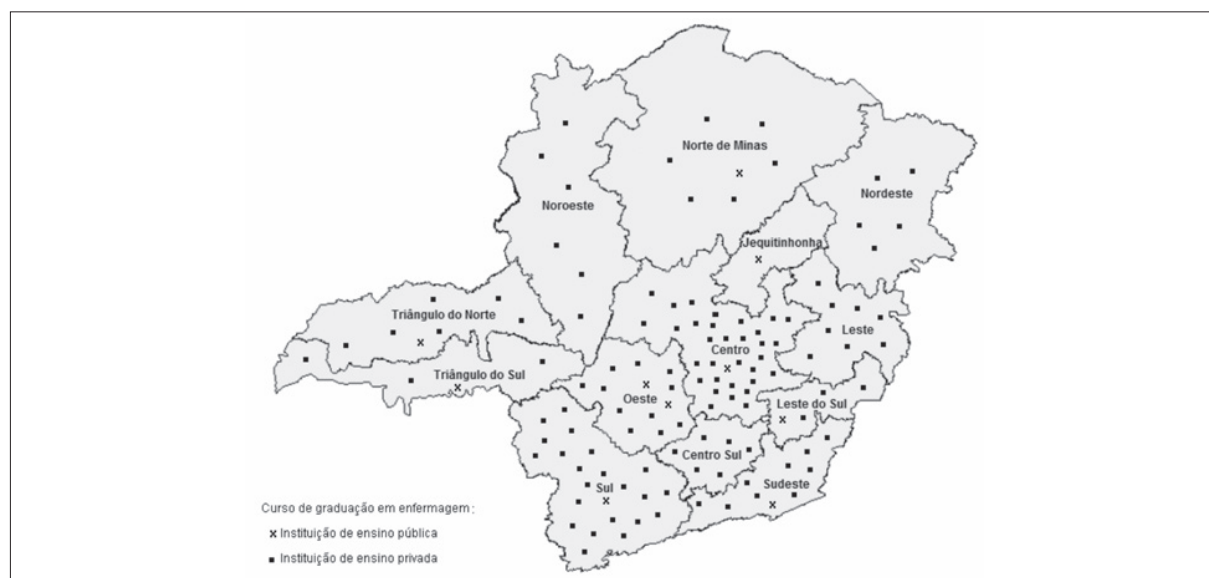 Norte de Minas
Nordeste
Noroeste
Jequitinhonha
Triângulo do Norte
Leste
Centro
Triângulo do Sul
Oeste
Leste do Sul
Centro Sul
Sul
Sudeste
Curso de graduação em enfermagem:
x Instituição de ensino pública
▪ Instituição de ensino privada